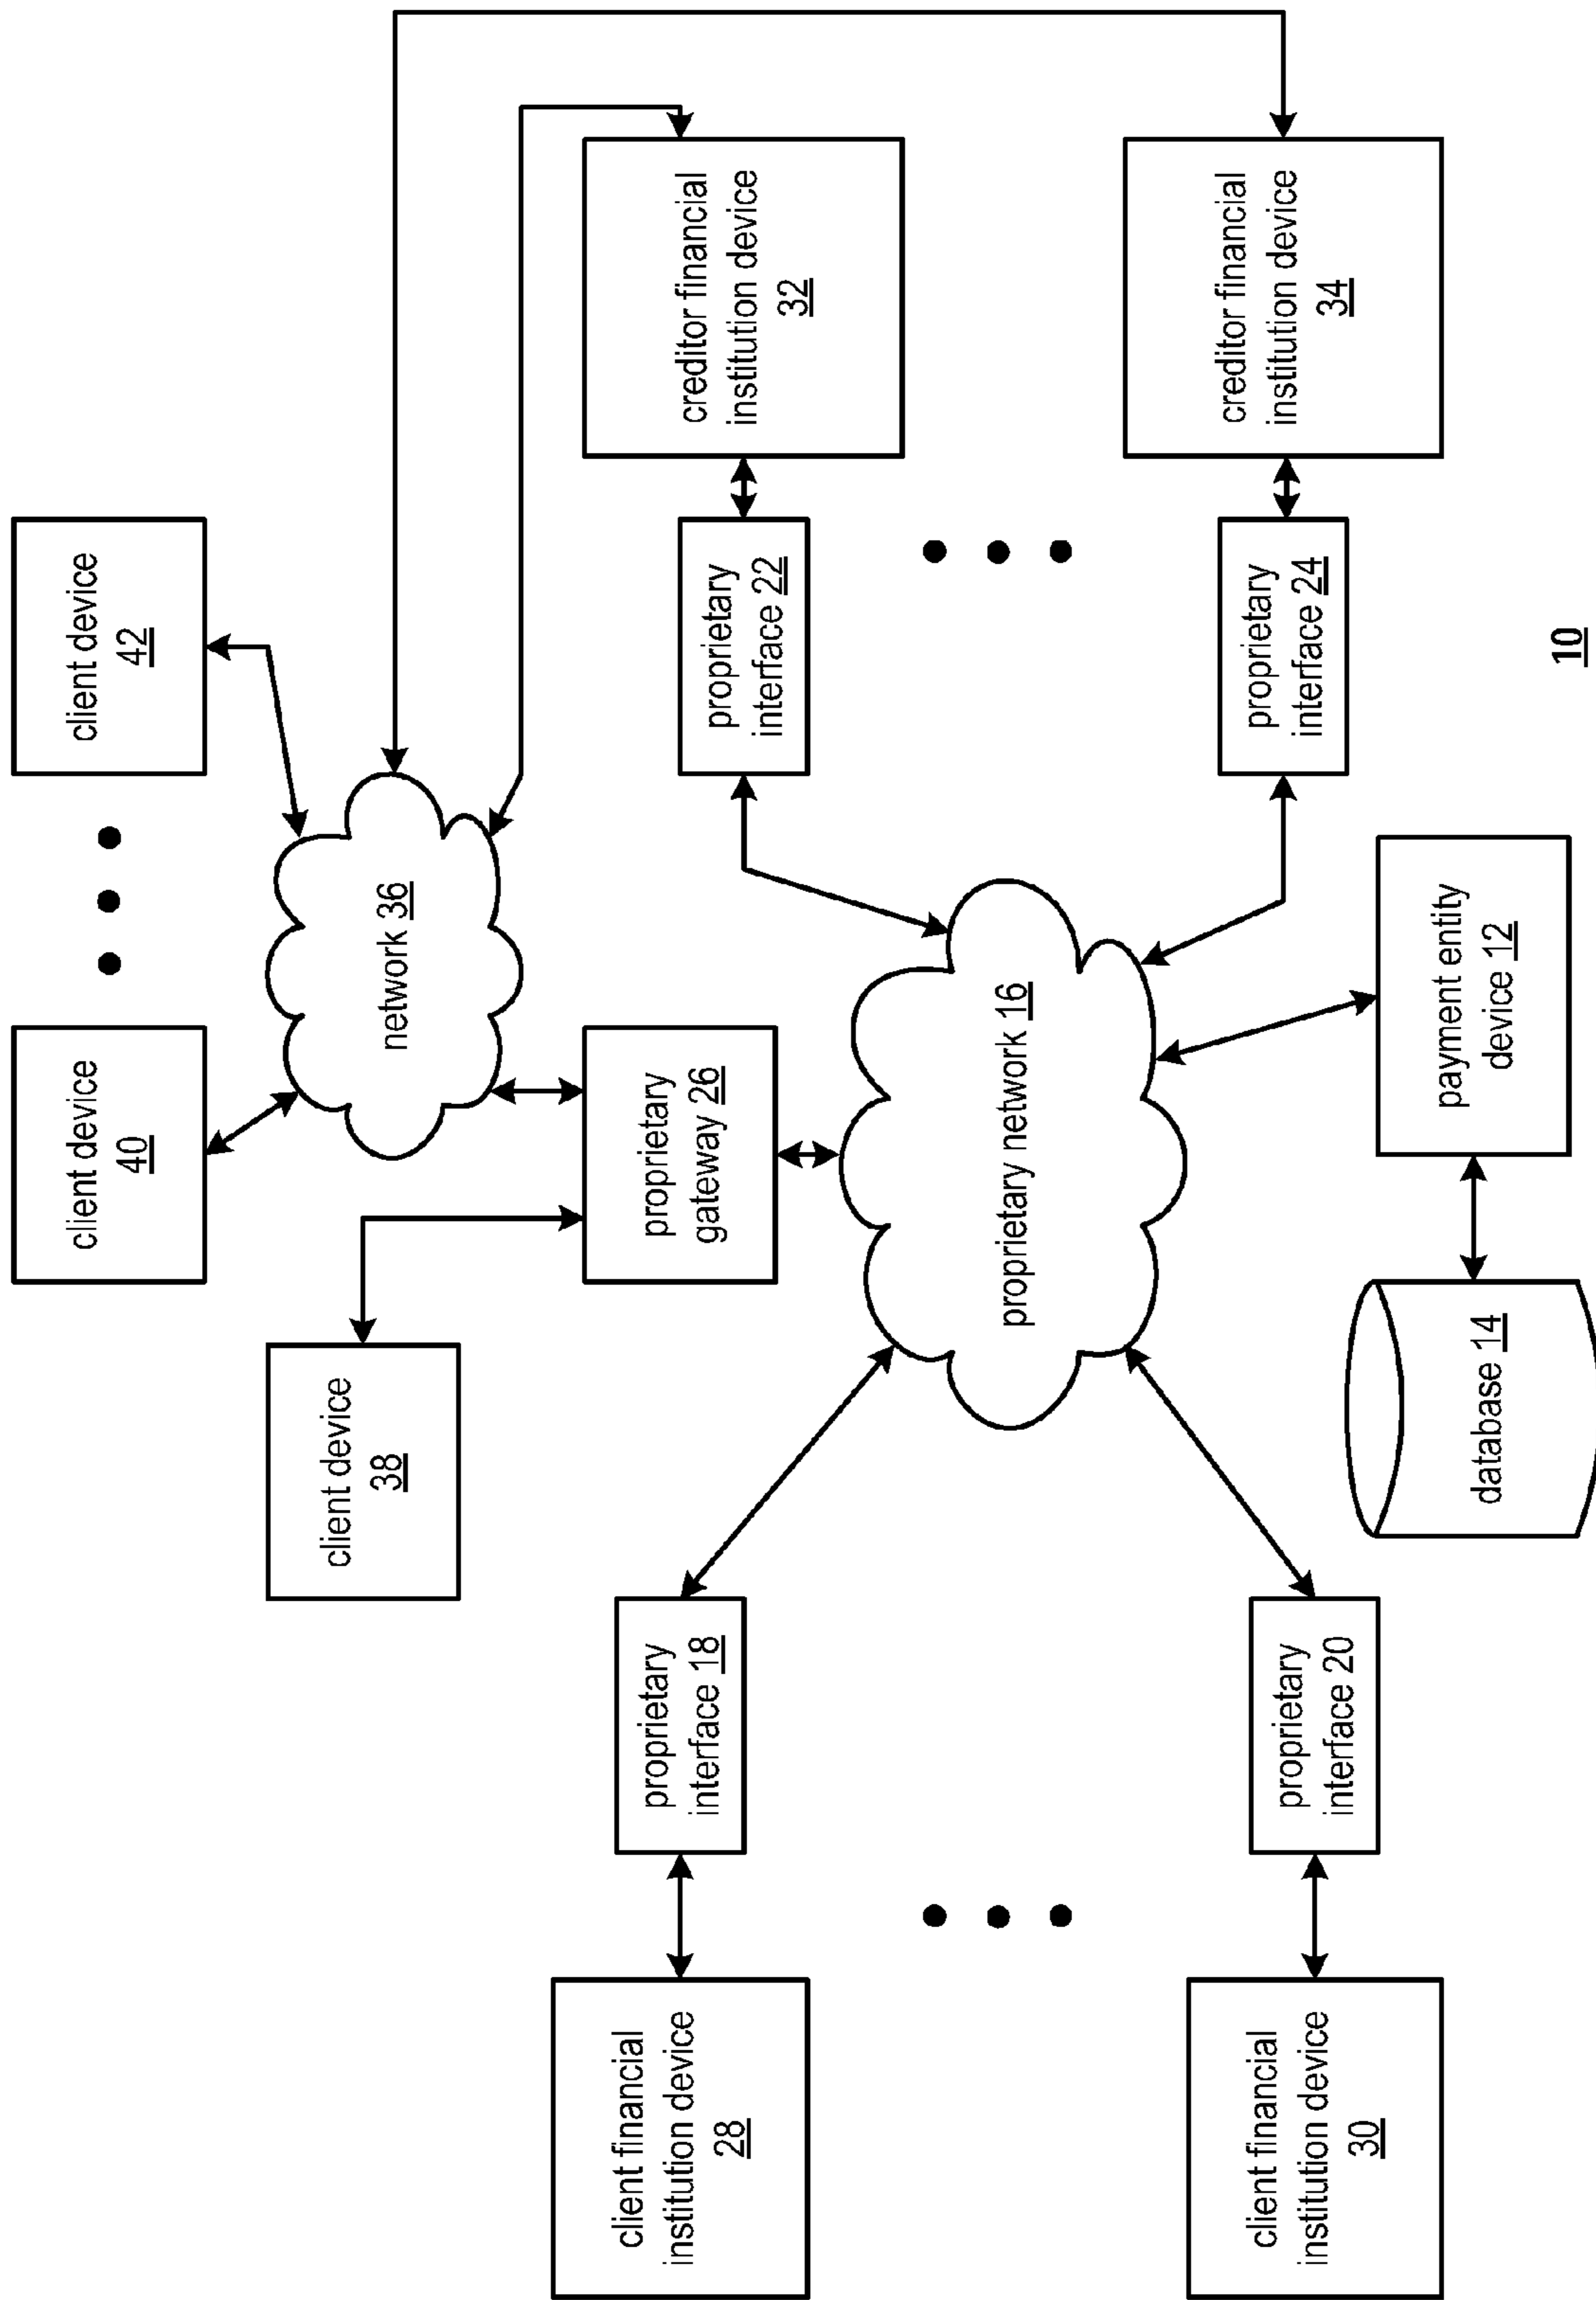 client device
40
client device
42
client device
38
network 36
proprietary
gateway 26
client financial
institution device
28
proprietary
interface 18
proprietary
interface 22
creditor financial
institution device
32
proprietary network 16
client financial
institution device
30
proprietary
interface 20
proprietary
interface 24
creditor financial
institution device
34
database 14
payment entity
device 12
10